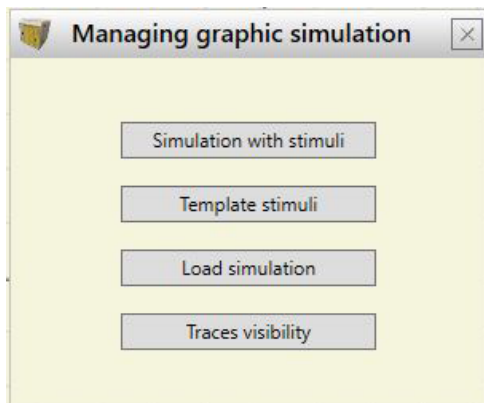 Managing graphic simulation
Simulation with stimuli
Template stimuli
Load simulation
Traces visibility